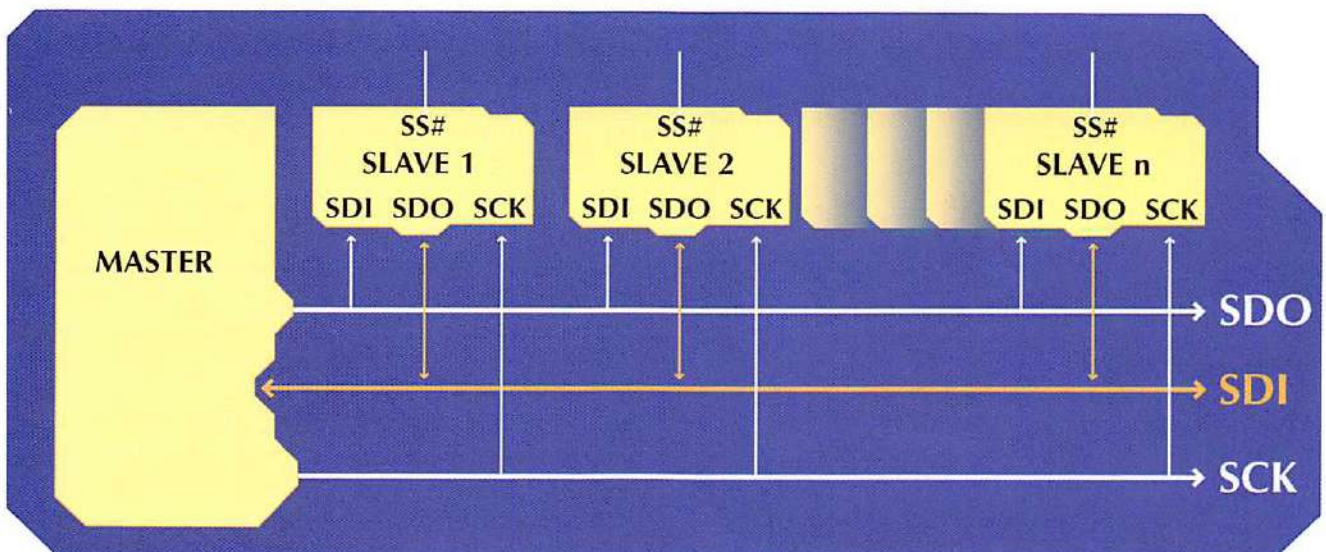 SS# SS# SS#
SLAVE 1 SLAVE 2 SLAVE n
SDI SDO SCK SDI SDO SCK SDI SDO SCK
MASTER
SDO
SDI
SCK